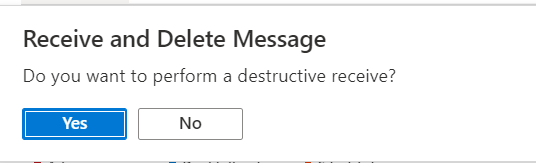 Receive and Delete Message
Do you want to perform a destructive receive?
Yes
No